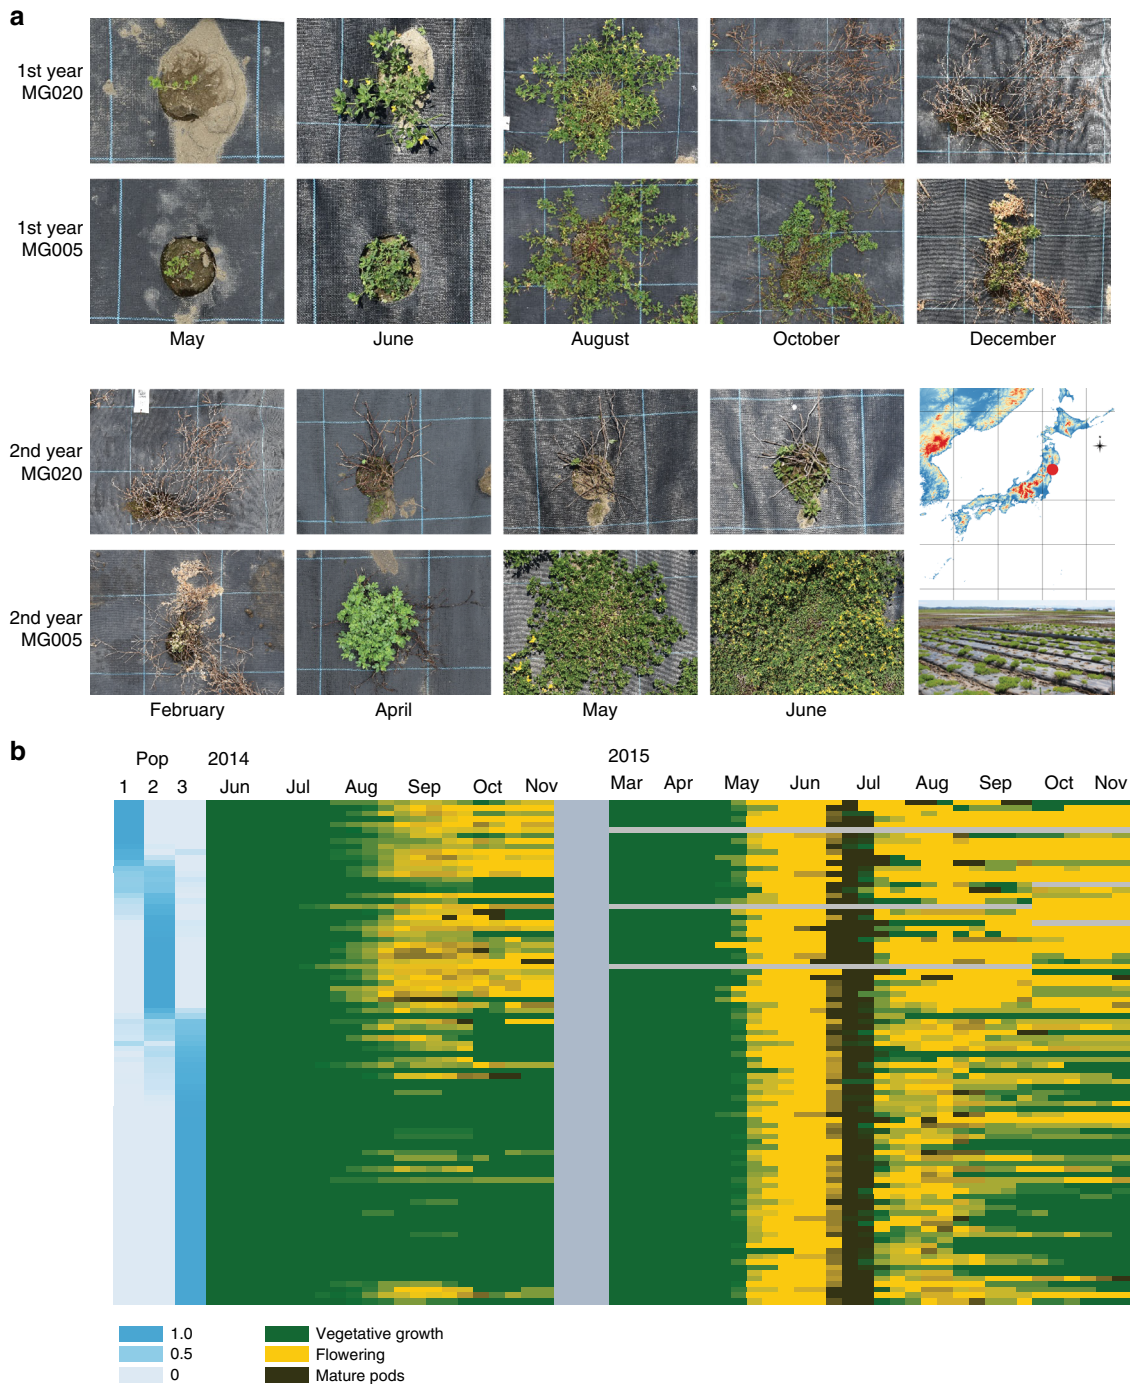 a
1st year
MG020
1st year
MG005
May June August October December
2nd year
MG020
2nd year
MG005
February April May June
b
Pop 2014 2015
1 2 3 Jun Jul Aug Sep Oct Nov Mar Apr May Jun Jul Aug Sep Oct Nov
1.0 Vegetative growth
0.5 Flowering
0 Mature pods